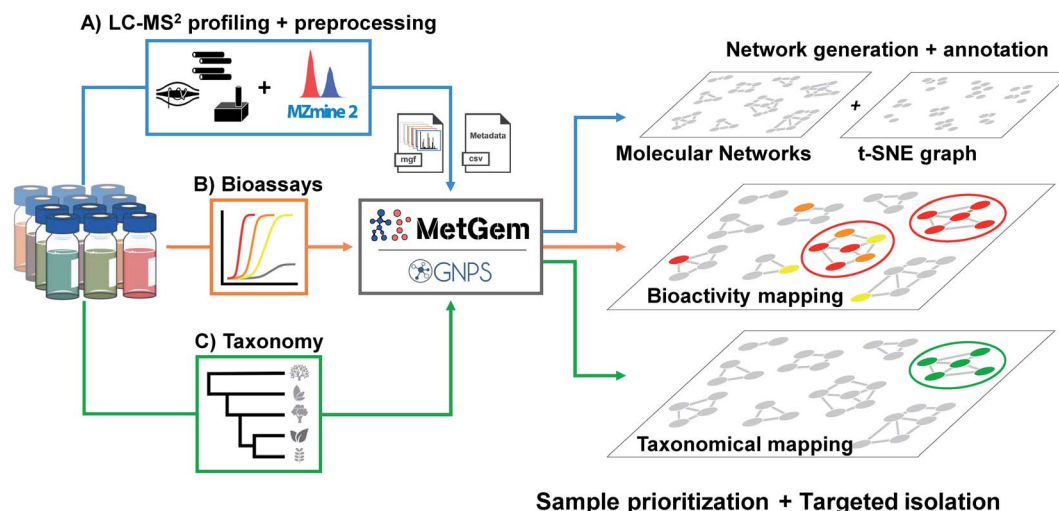 A) LC-MS² profiling + preprocessing
+
MZmine 2
mgf
Metadata
csv
B) Bioassays
MetGem
GNPS
C) Taxonomy
Network generation + annotation
+
Molecular Networks
t-SNE graph
Bioactivity mapping
Taxonomical mapping
Sample prioritization + Targeted isolation